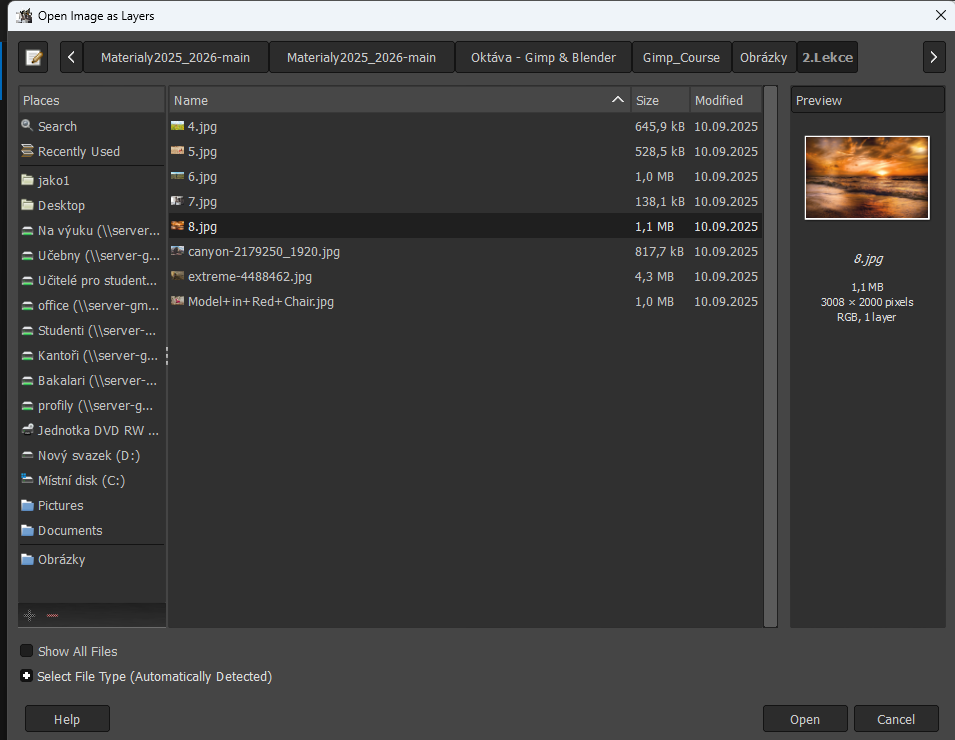 Open Image as Layers
Materialy2025_2026-main Materialy2025_2026-main Oktáva - Gimp & Blender Gimp_Course Obrázky 2.Lekce
Places
Search
Recently Used
jako1
Desktop
Na výuku (\\server...
Učebny (\\server-g...
Učitelé pro student...
office (\\server-gm...
Studenti (\\server-...
Kantoři (\\server-g...
Bakalari (\\server-...
profily (\\server-g...
Jednotka DVD RW ...
Nový svazek (D:)
Místní disk (C:)
Pictures
Documents
Obrázky
Name Size Modified
4.jpg 645,9 kB 10.09.2025
5.jpg 528,5 kB 10.09.2025
6.jpg 1,0 MB 10.09.2025
7.jpg 138,1 kB 10.09.2025
8.jpg 1,1 MB 10.09.2025
canyon-2179250_1920.jpg 817,7 kB 10.09.2025
extreme-4488462.jpg 4,3 MB 10.09.2025
Model+in+Red+Chair.jpg 1,0 MB 10.09.2025
Preview
8.jpg
1,1 MB
3008 × 2000 pixels
RGB, 1 layer
Show All Files
Select File Type (Automatically Detected)
Help Open Cancel